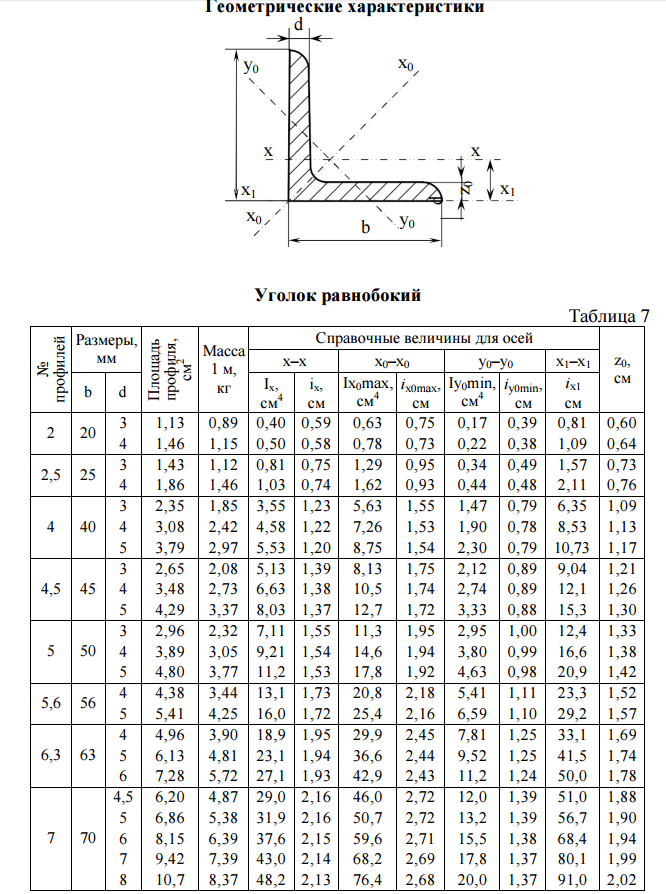 Геометрические характеристики
d
y₀
x₀
x
x
z₀
x₁
x₁
x₀
b
y₀
Уголок равнобокий
Таблица 7
№ профилей
Размеры, мм
Площадь профиля, см²
Масса 1 м, кг
Справочные величины для осей
z₀, см
x–x
x₀–x₀
y₀–y₀
x₁–x₁
b
d
Iₓ, см⁴
iₓ, см
Ix₀max, см⁴
iₓ₀max, см
Iy₀min, см⁴
iy₀min, см
iₓ₁ см
2 20 3 1,13 0,89 0,40 0,59 0,63 0,75 0,17 0,39 0,81 0,60
4 1,46 1,15 0,50 0,58 0,78 0,73 0,22 0,38 1,09 0,64
2,5 25 3 1,43 1,12 0,81 0,75 1,29 0,95 0,34 0,49 1,57 0,73
4 1,86 1,46 1,03 0,74 1,62 0,93 0,44 0,48 2,11 0,76
3 2,35 1,85 3,55 1,23 5,63 1,55 1,47 0,79 6,35 1,09
4 40 4 3,08 2,42 4,58 1,22 7,26 1,53 1,90 0,78 8,53 1,13
5 3,79 2,97 5,53 1,20 8,75 1,54 2,30 0,79 10,73 1,17
3 2,65 2,08 5,13 1,39 8,13 1,75 2,12 0,89 9,04 1,21
4,5 45 4 3,48 2,73 6,63 1,38 10,5 1,74 2,74 0,89 12,1 1,26
5 4,29 3,37 8,03 1,37 12,7 1,72 3,33 0,88 15,3 1,30
3 2,96 2,32 7,11 1,55 11,3 1,95 2,95 1,00 12,4 1,33
5 50 4 3,89 3,05 9,21 1,54 14,6 1,94 3,80 0,99 16,6 1,38
5 4,80 3,77 11,2 1,53 17,8 1,92 4,63 0,98 20,9 1,42
5,6 56 4 4,38 3,44 13,1 1,73 20,8 2,18 5,41 1,11 23,3 1,52
5 5,41 4,25 16,0 1,72 25,4 2,16 6,59 1,10 29,2 1,57
4 4,96 3,90 18,9 1,95 29,9 2,45 7,81 1,25 33,1 1,69
6,3 63 5 6,13 4,81 23,1 1,94 36,6 2,44 9,52 1,25 41,5 1,74
6 7,28 5,72 27,1 1,93 42,9 2,43 11,2 1,24 50,0 1,78
4,5 6,20 4,87 29,0 2,16 46,0 2,72 12,0 1,39 51,0 1,88
5 6,86 5,38 31,9 2,16 50,7 2,72 13,2 1,39 56,7 1,90
7 70 6 8,15 6,39 37,6 2,15 59,6 2,71 15,5 1,38 68,4 1,94
7 9,42 7,39 43,0 2,14 68,2 2,69 17,8 1,37 80,1 1,99
8 10,7 8,37 48,2 2,13 76,4 2,68 20,0 1,37 91,0 2,02